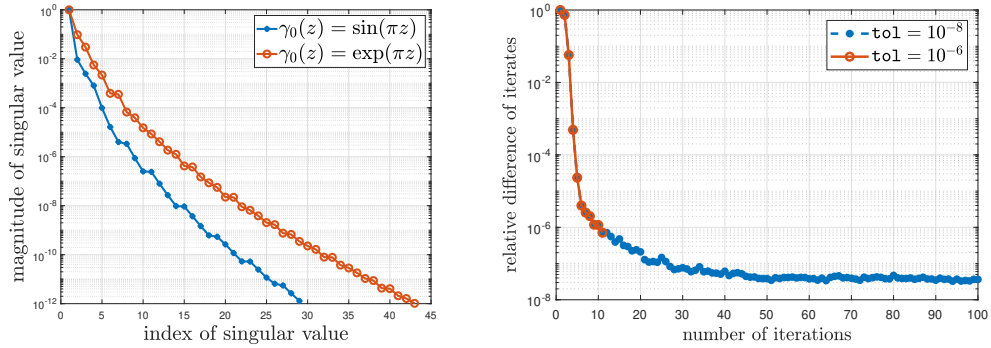 10^0
10^-2
10^-4
10^-6
10^-8
10^-10
10^-12
magnitude of singular value
γ_0(z) = sin(πz)
γ_0(z) = exp(πz)
0 5 10 15 20 25 30 35 40 45
index of singular value
10^0
10^-2
10^-4
10^-6
10^-8
relative difference of iterates
tol = 10^-8
tol = 10^-6
0 10 20 30 40 50 60 70 80 90 100
number of iterations